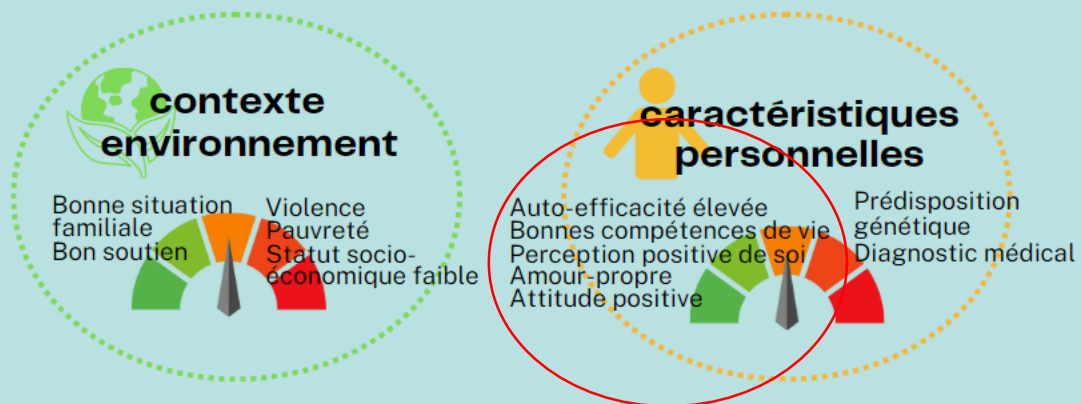 contexte
environnement
Bonne situation
familiale
Bon soutien
Violence
Pauvreté
Statut socio-
économique faible
caractéristiques
personnelles
Auto-efficacité élevée
Bonnes compétences de vie
Perception positive de soi
Amour-propre
Attitude positive
Prédisposition
génétique
Diagnostic médical